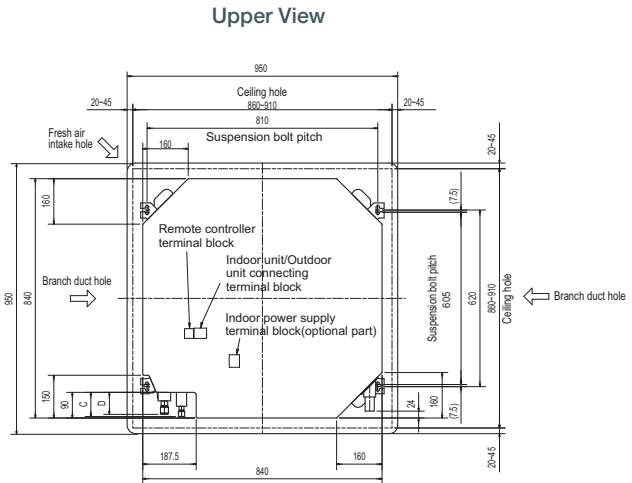 Upper View
950
Ceiling hole
20~45
860~910
20~45
810
Fresh air
intake hole
Suspension bolt pitch
160
20~45
160
(7.5)
Remote controller
terminal block
Indoor unit/Outdoor
unit connecting
terminal block
950
840
Branch duct hole
Suspension bolt pitch
605
620
860~910
Ceiling hole
Branch duct hole
Indoor power supply
terminal block(optional part)
150
90
C
D
24
160
(7.5)
20~45
187.5
160
840